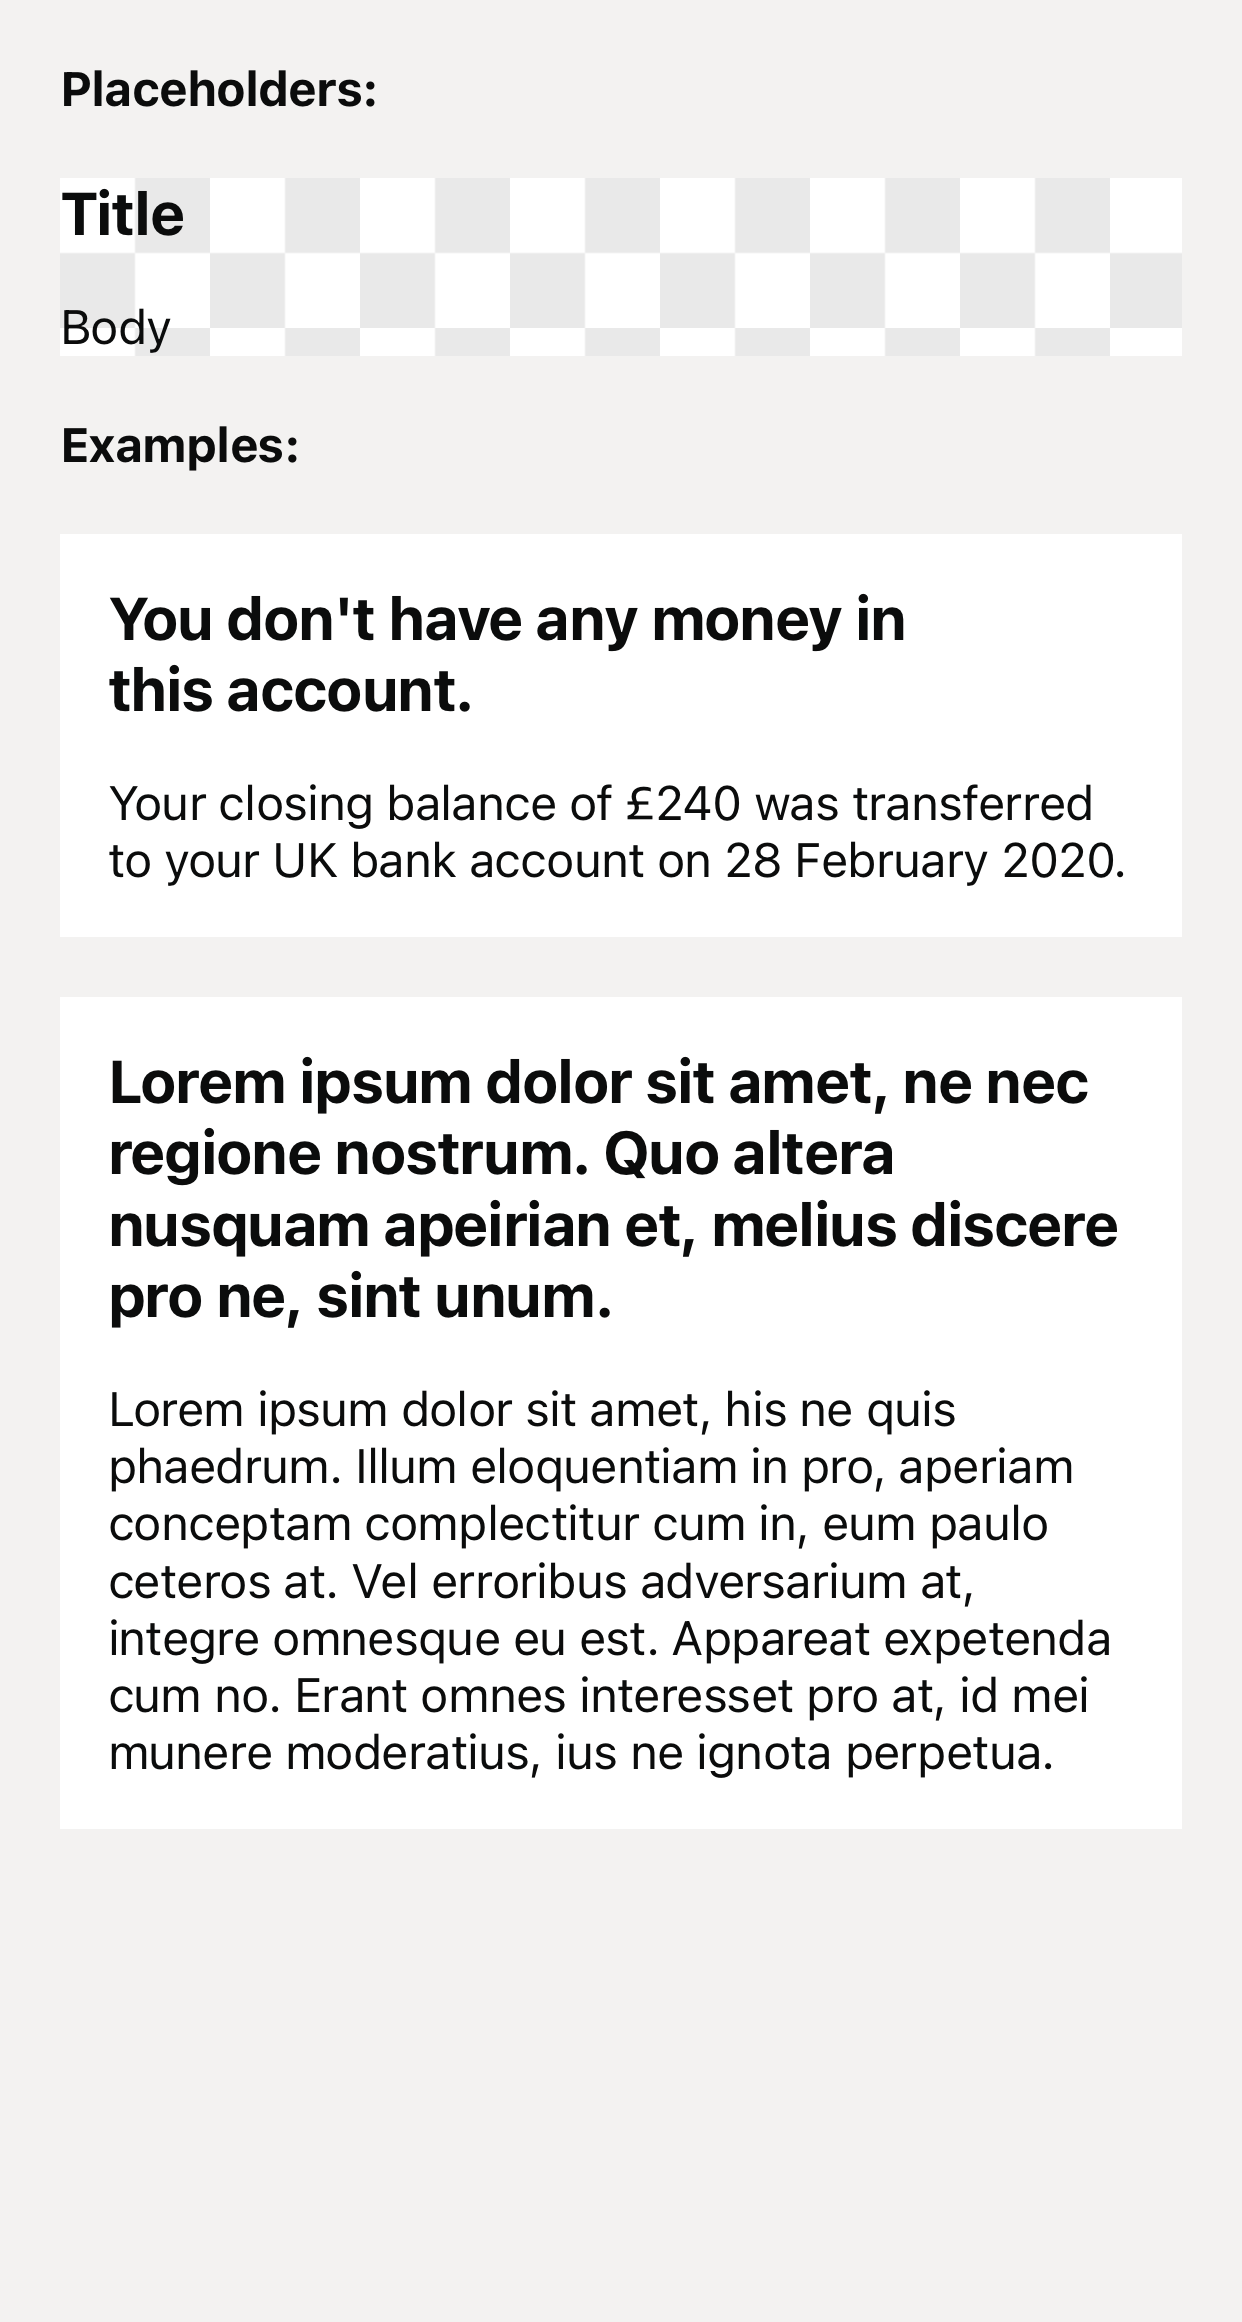 Placeholders:
Title
Body
Examples:
You don't have any money in
this account.
Your closing balance of £240 was transferred
to your UK bank account on 28 February 2020.
Lorem ipsum dolor sit amet, ne nec
regione nostrum. Quo altera
nusquam apeirian et, melius discere
pro ne, sint unum.
Lorem ipsum dolor sit amet, his ne quis
phaedrum. Illum eloquentiam in pro, aperiam
conceptam complectitur cum in, eum paulo
ceteros at. Vel erroribus adversarium at,
integre omnesque eu est. Appareat expetenda
cum no. Erant omnes interesset pro at, id mei
munere moderatius, ius ne ignota perpetua.